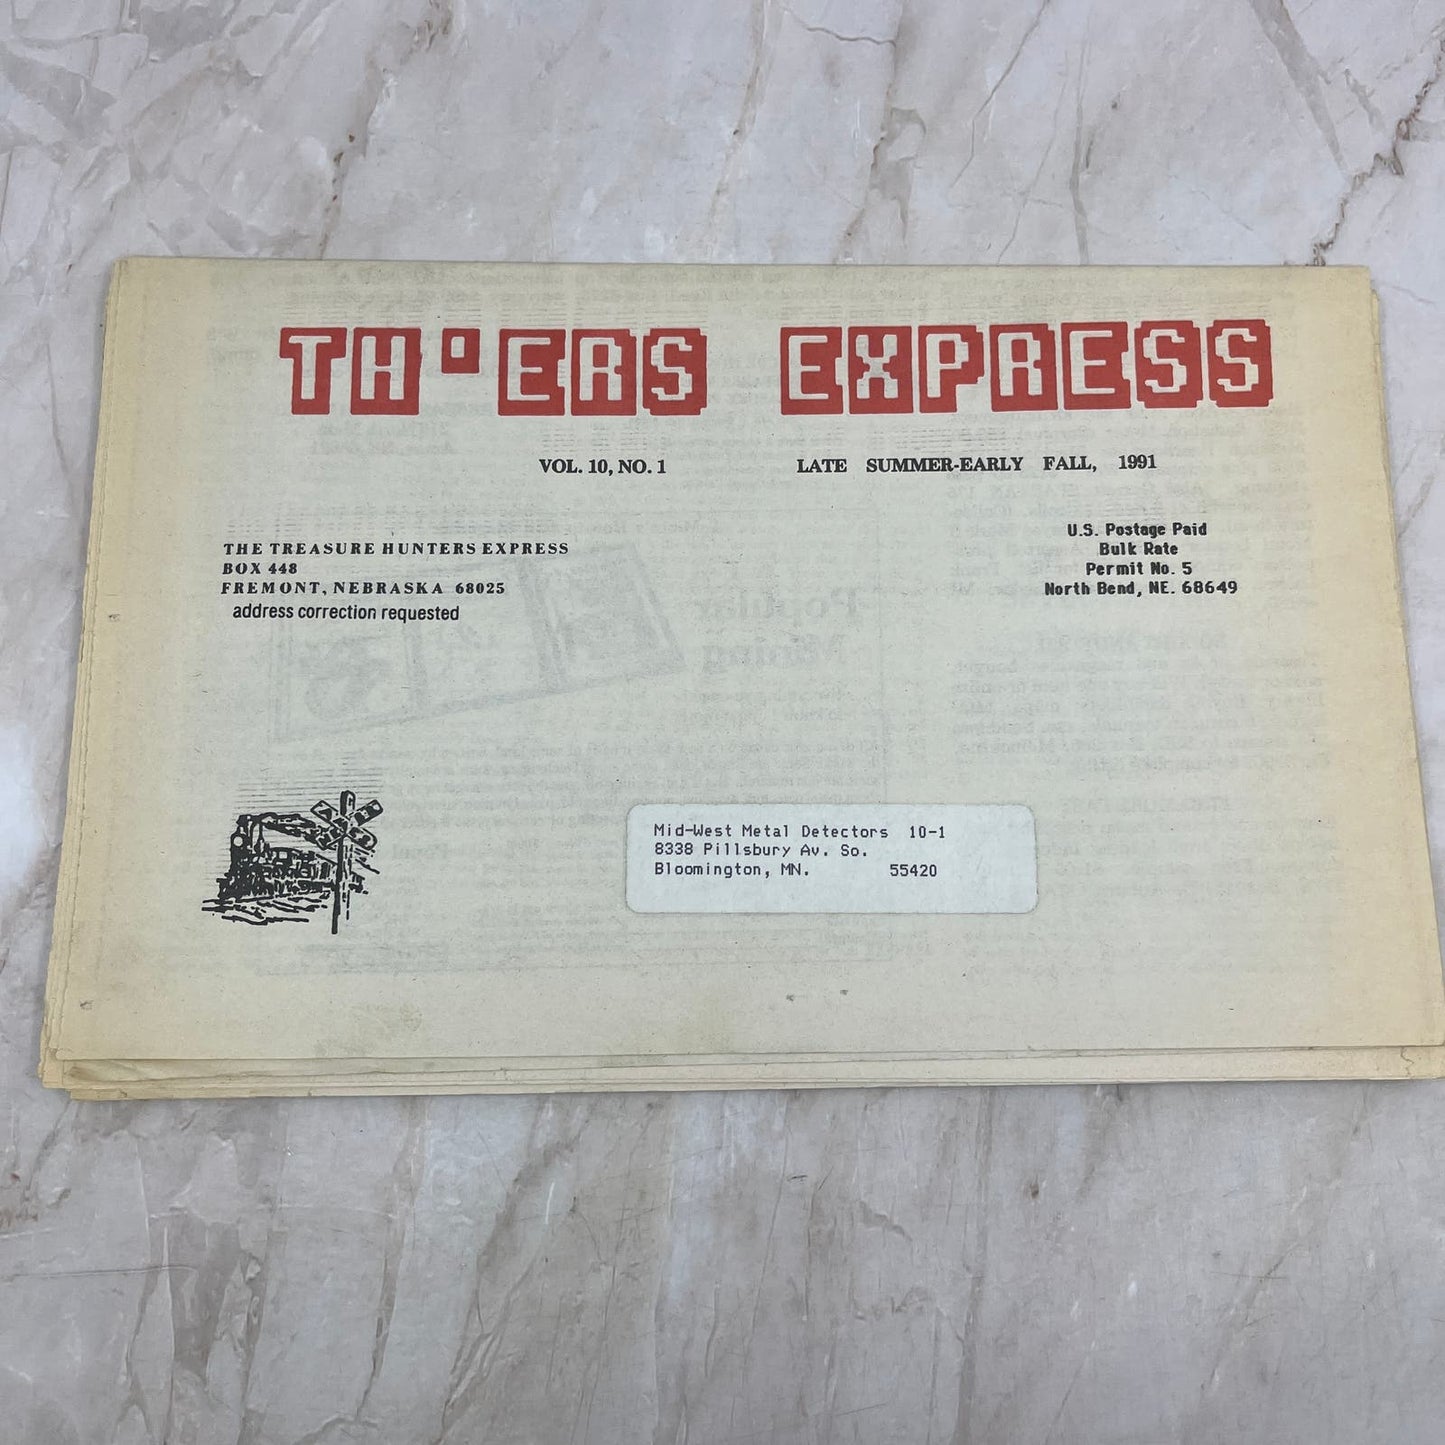 TH'ERS EXPRESS
VOL. 10, NO. 1 LATE SUMMER-EARLY FALL, 1991
THE TREASURE HUNTERS EXPRESS
BOX 448
FREMONT, NEBRASKA 68025
address correction requested
U.S. Postage Paid
Bulk Rate
Permit No. 5
North Bend, NE. 68649
Mid-West Metal Detectors 10-1
8338 Pillsbury Av. So.
Bloomington, MN. 55420